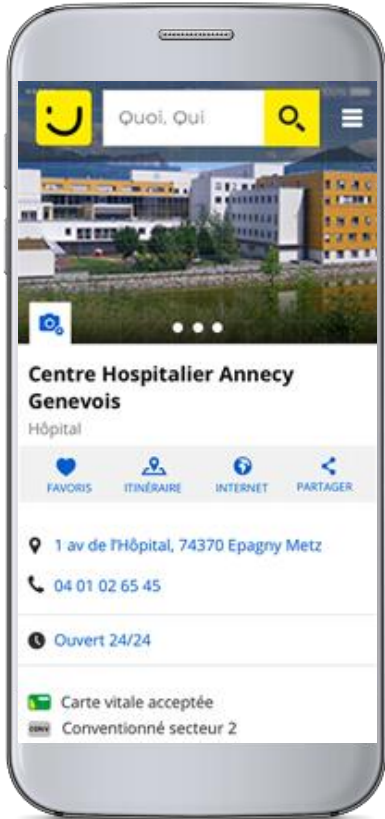 Quoi, Qui
Centre Hospitalier Annecy
Genevois
Hôpital
FAVORIS ITINÉRAIRE INTERNET PARTAGER
1 av de l'Hôpital, 74370 Epagny Metz
04 01 02 65 45
Ouvert 24/24
Carte vitale acceptée
CONV Conventionné secteur 2